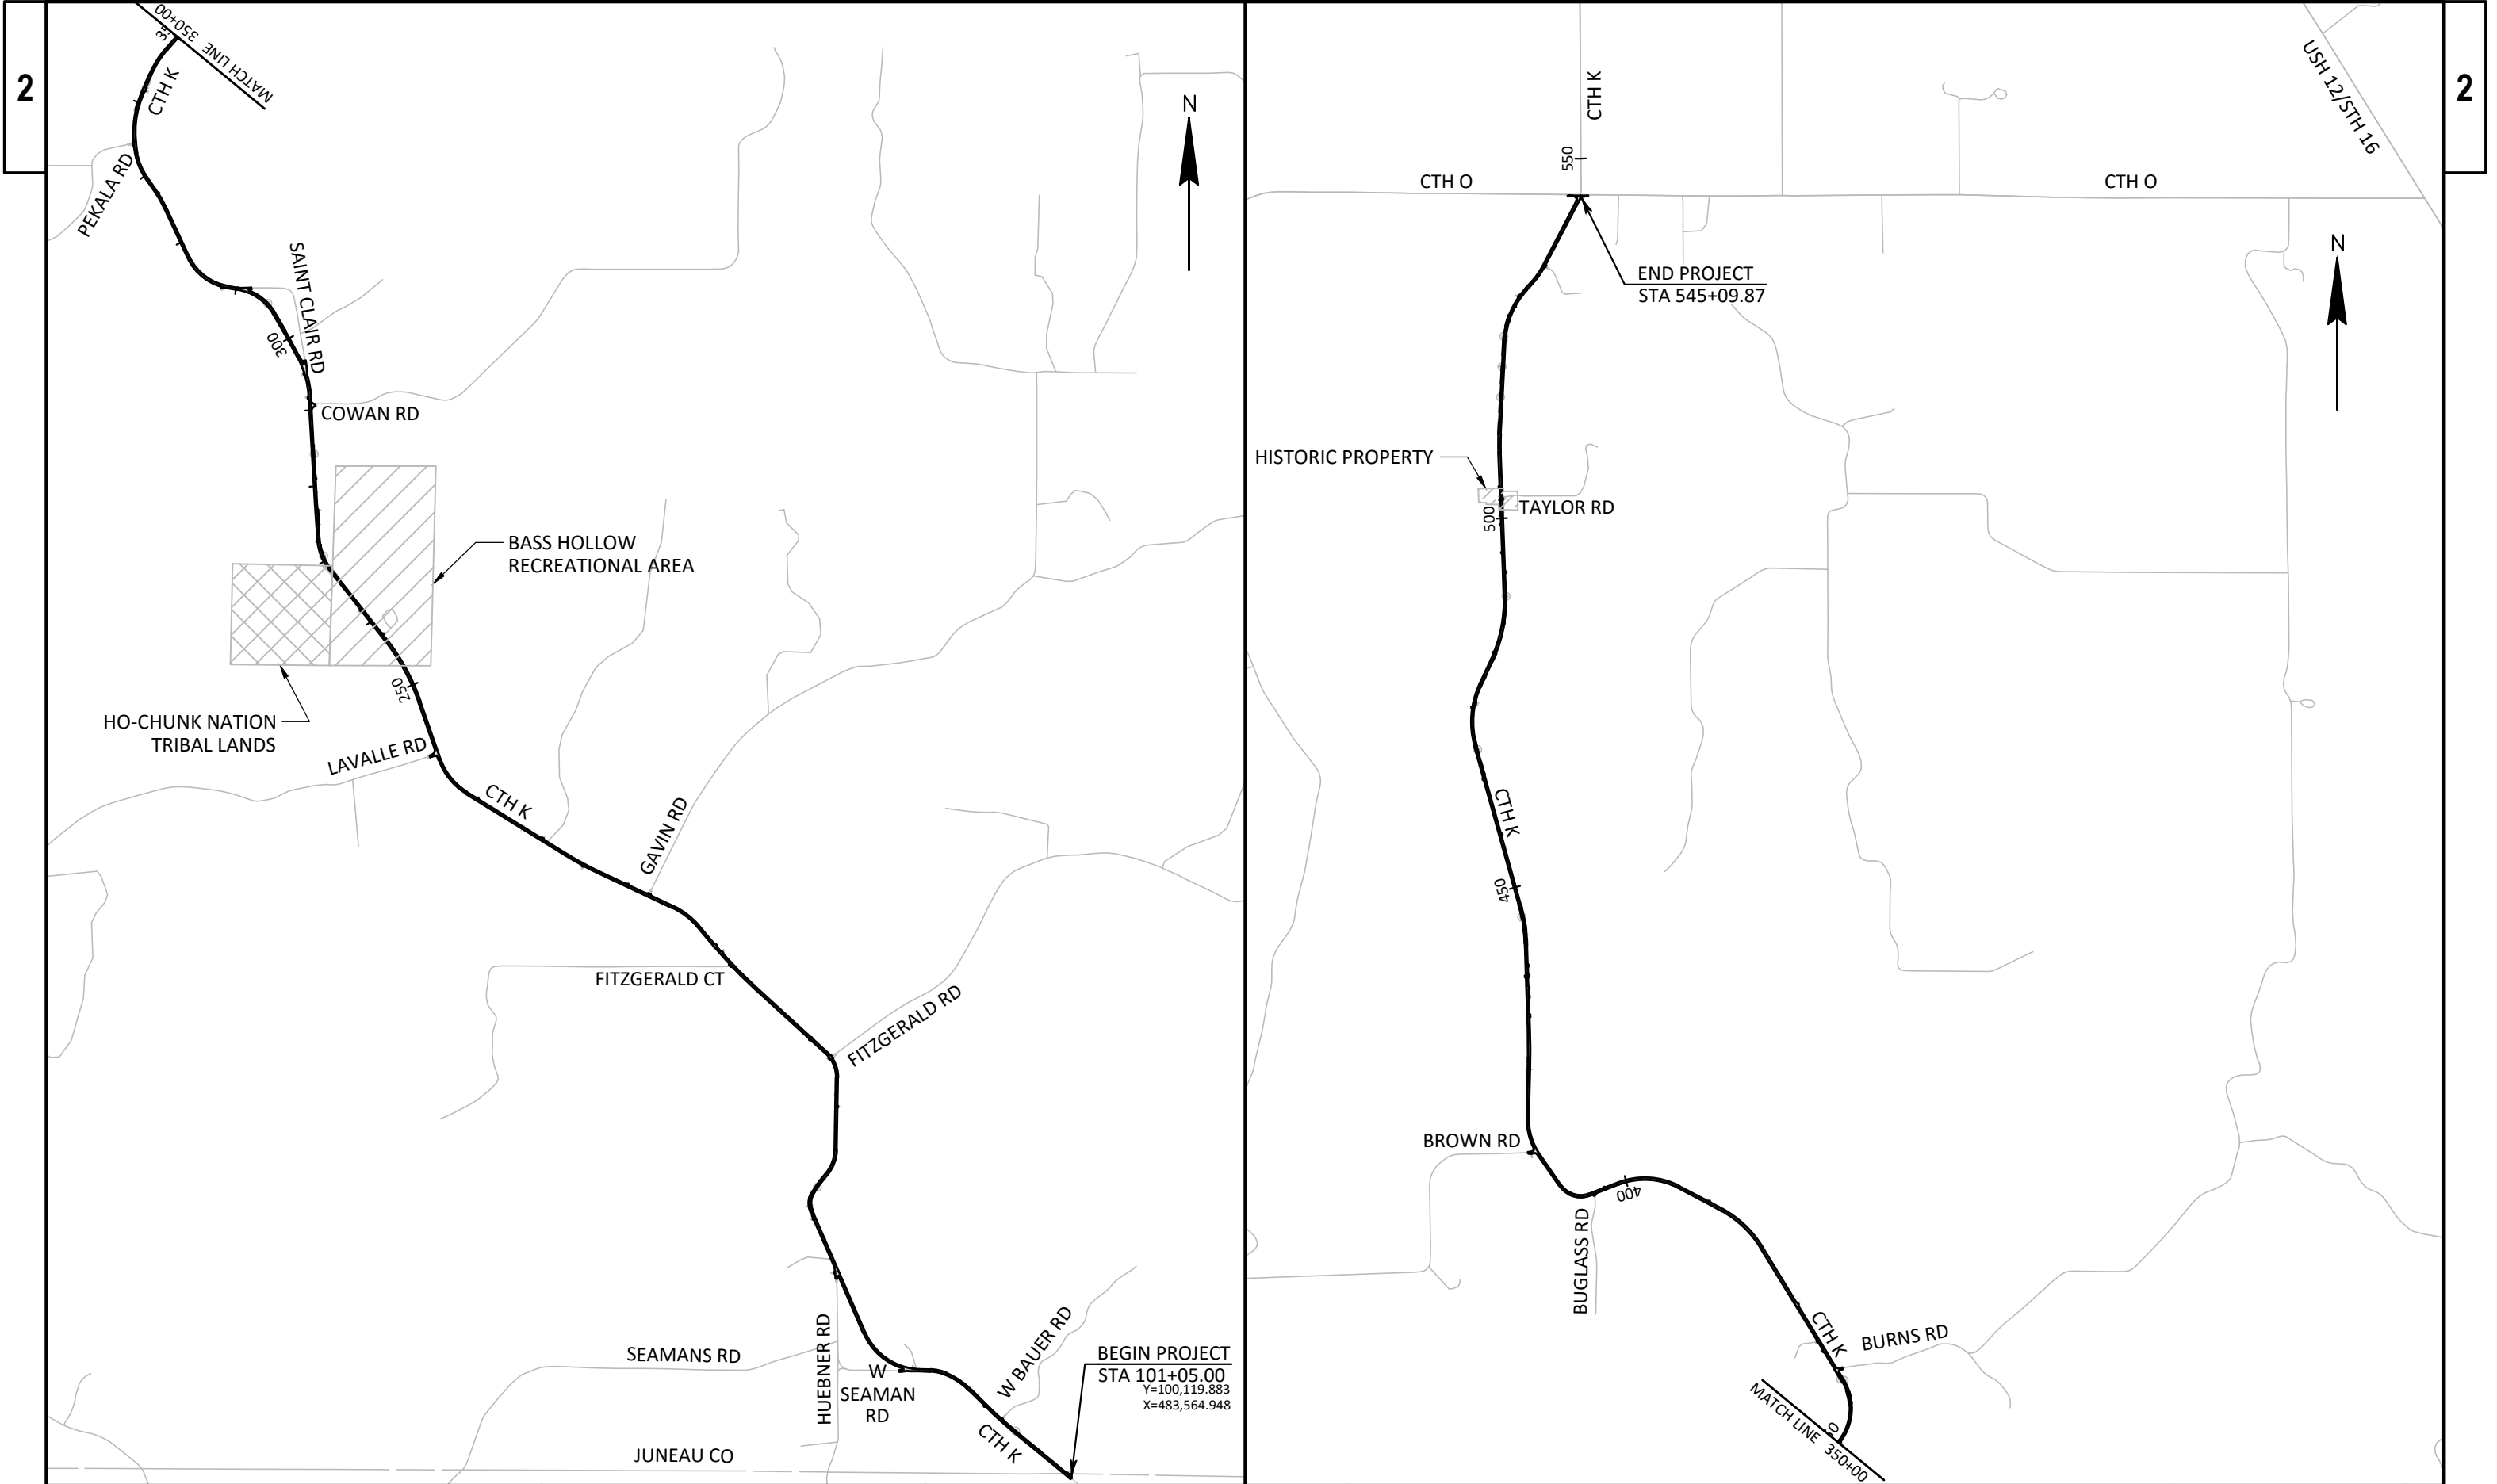 2
MATCH LINE 350+00
35
CTH K
N
PEKALA RD
SAINT CLAIR RD
300
COWAN RD
BASS HOLLOW
RECREATIONAL AREA
250
HO-CHUNK NATION
TRIBAL LANDS
LAVALLE RD
CTH K
GAVIN RD
FITZGERALD CT
FITZGERALD RD
HUEBNER RD
SEAMANS RD
W
SEAMAN
RD
W BAUER RD
BEGIN PROJECT
STA 101+05.00
Y=100,119.883
X=483,564.948
CTH K
JUNEAU CO
CTH K
USH 12/STH 16
2
550
CTH O
CTH O
N
END PROJECT
STA 545+09.87
HISTORIC PROPERTY
500
TAYLOR RD
CTH K
450
BROWN RD
400
BUGLASS RD
CTH K
BURNS RD
0
MATCH LINE 350+00